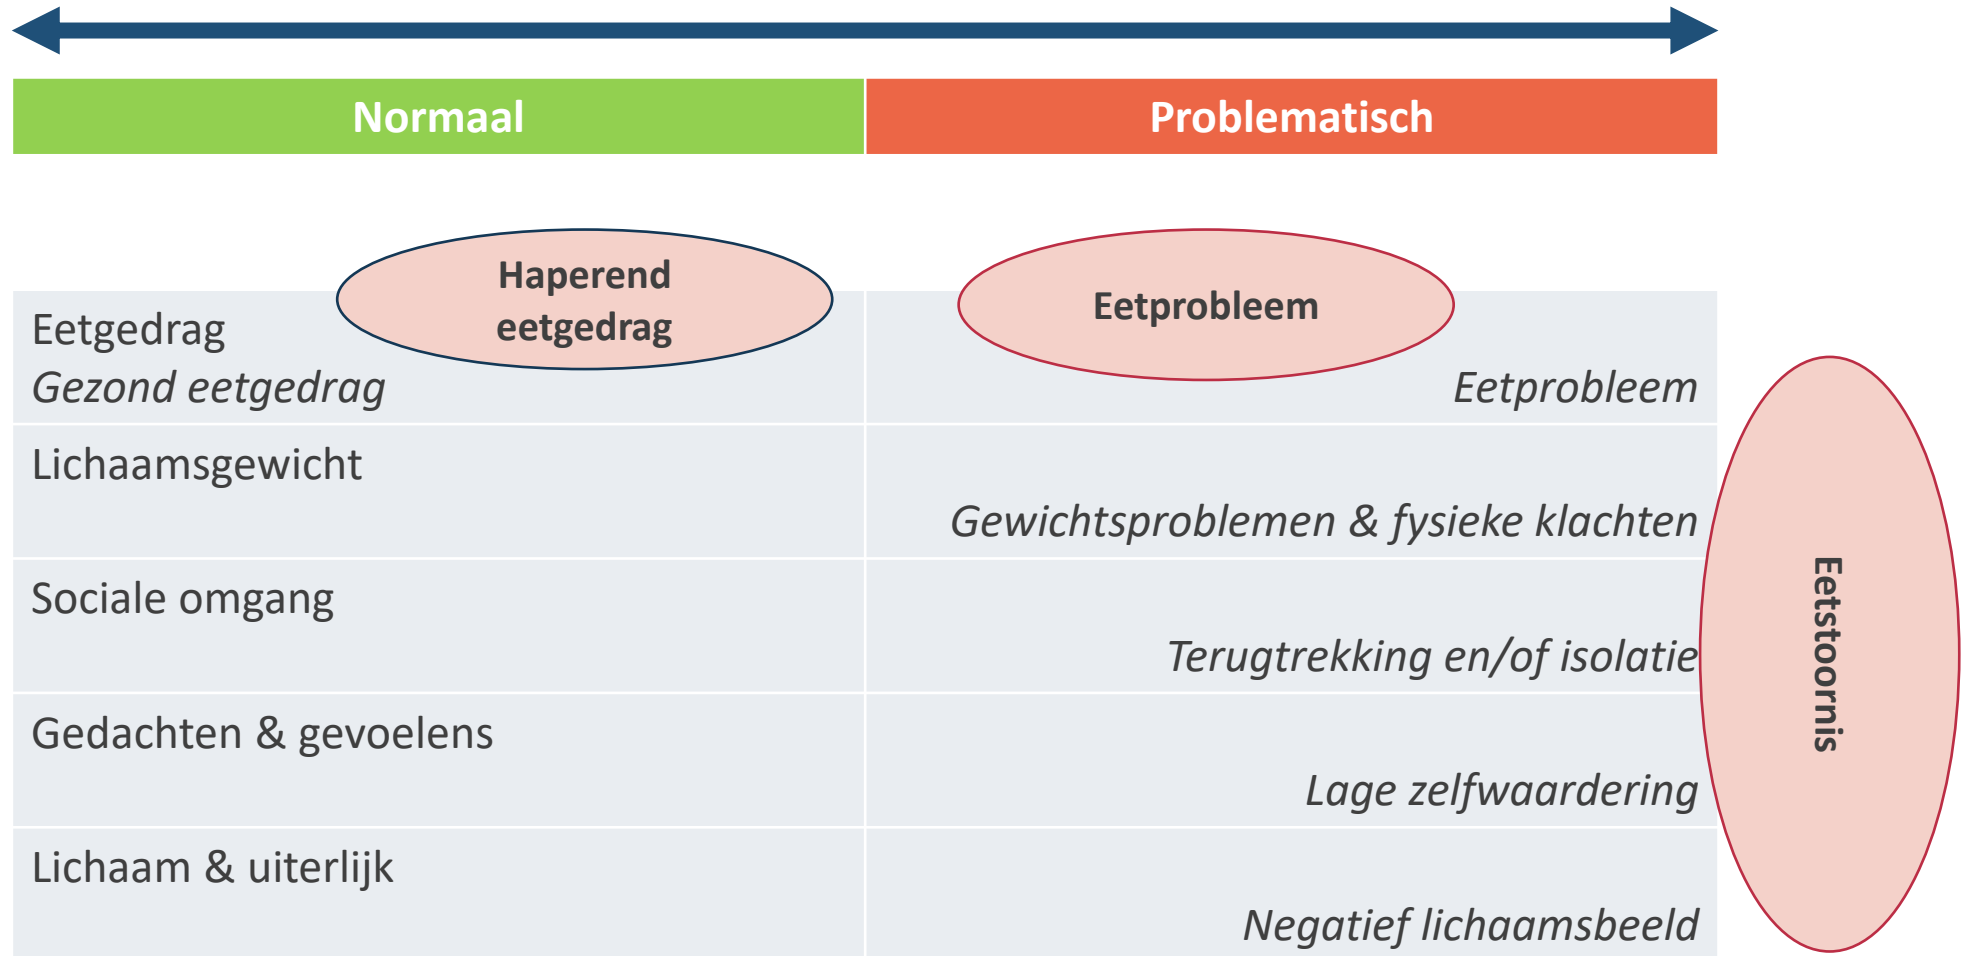 Normaal
Problematisch
Haperend
eetgedrag
Eetprobleem
Eetgedrag
Gezond eetgedrag
Eetprobleem
Lichaamsgewicht
Gewichtsproblemen & fysieke klachten
Sociale omgang
Terugtrekking en/of isolatie
Gedachten & gevoelens
Lage zelfwaardering
Lichaam & uiterlijk
Negatief lichaamsbeeld
Eetstoornis